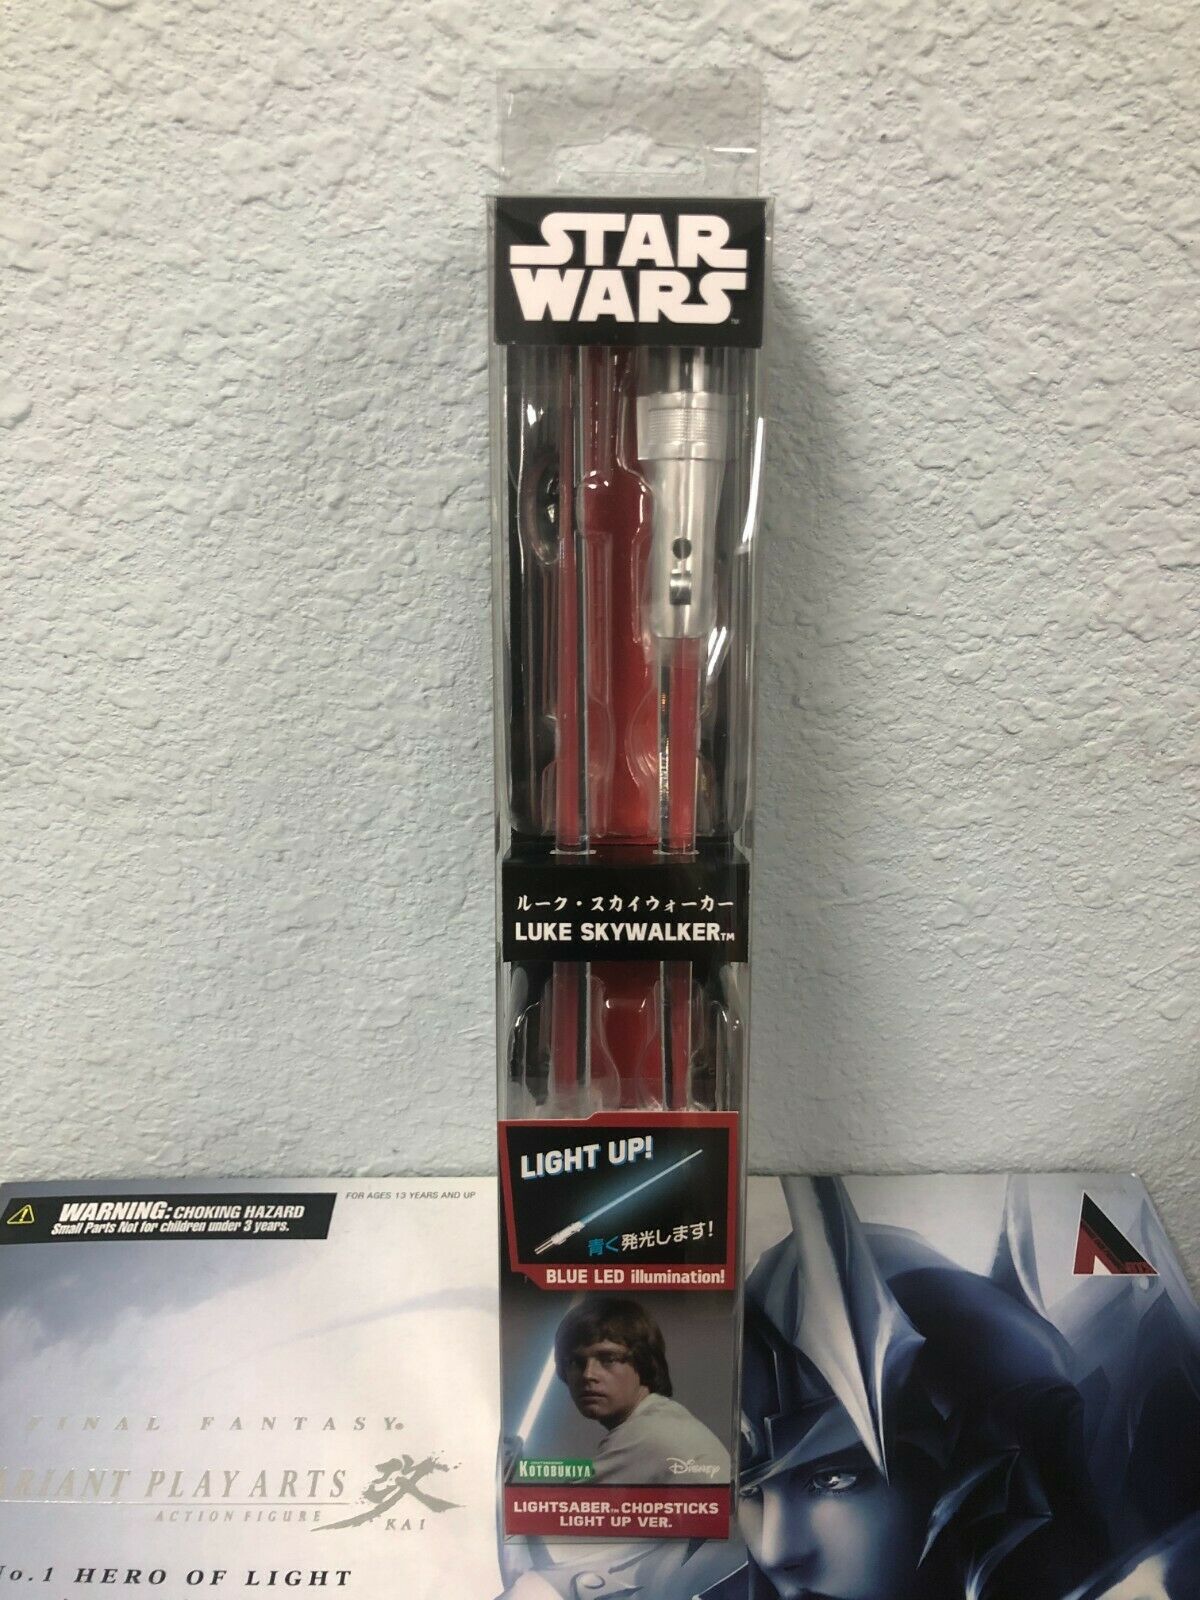 STAR
WARS™
ルーク・スカイウォーカー
LUKE SKYWALKER™
LIGHT UP!
青く発光します!
BLUE LED illumination!
KOTOBUKIYA
Disney
LIGHTSABER™ CHOPSTICKS
LIGHT UP VER.
WARNING: CHOKING HAZARD
Small Parts Not for children under 3 years.
FOR AGES 13 YEARS AND UP
FINAL FANTASY®
ARIANT PLAY ARTS 改
ACTION FIGURE KAI
No.1 HERO OF LIGHT